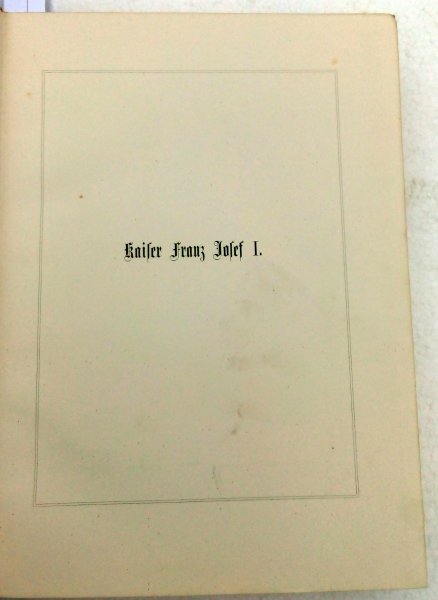 Kaiser Franz Josef I.